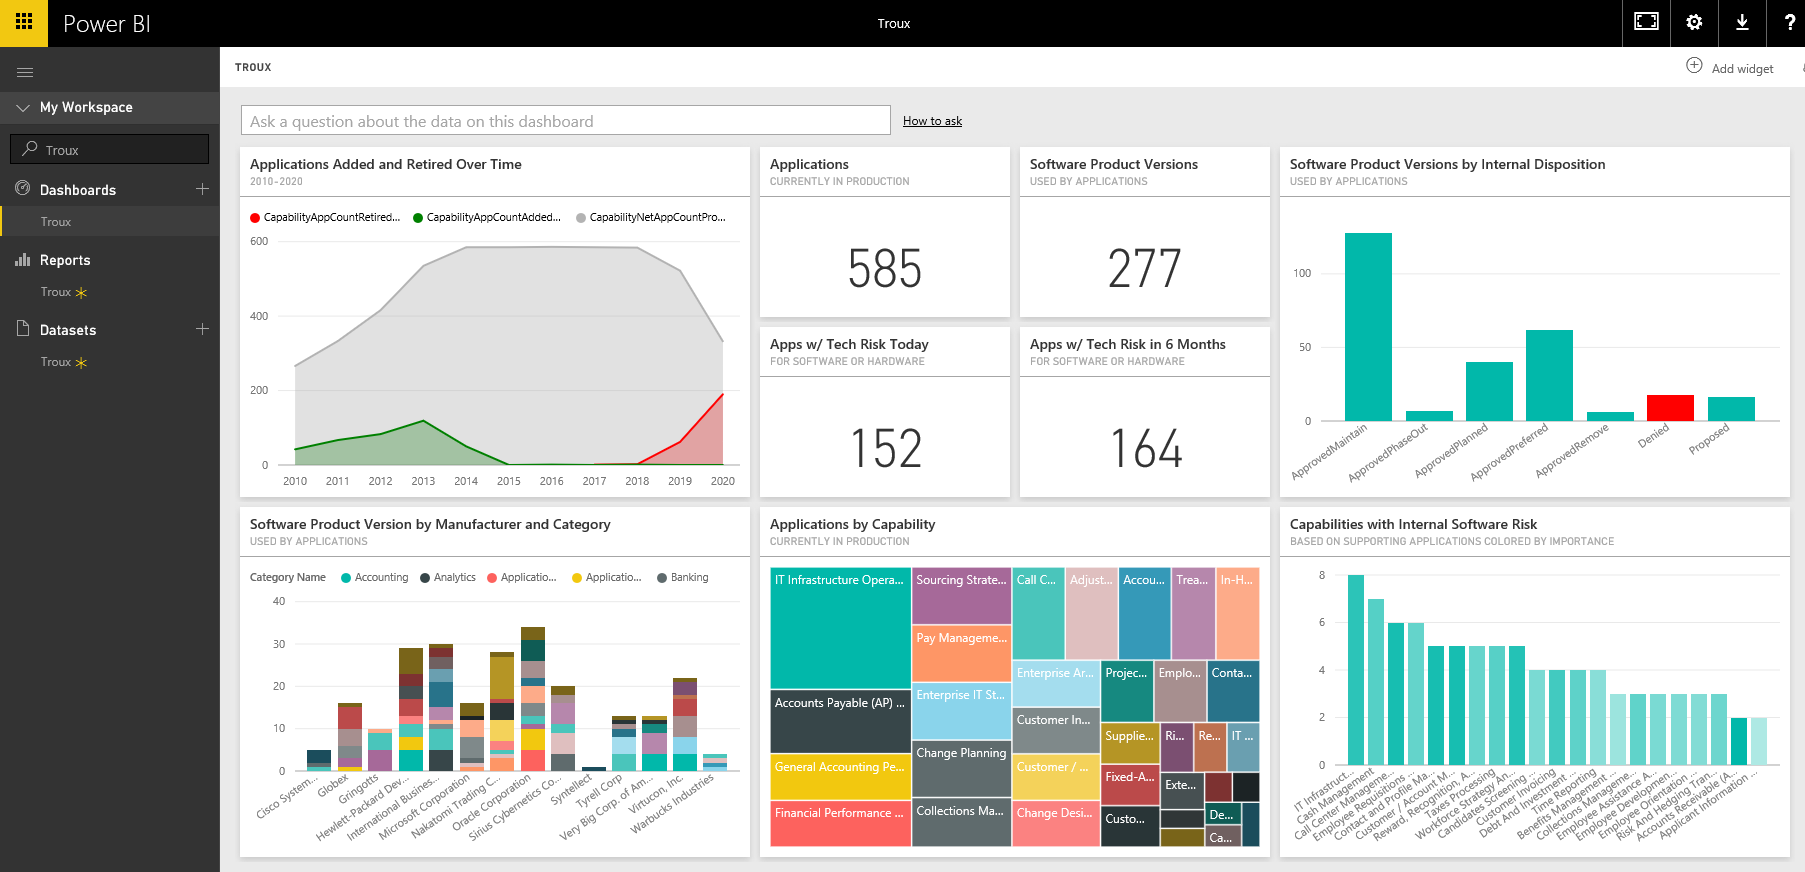 Power BI
Troux
?
My Workspace
Troux
Dashboards
Troux
Reports
Troux
Datasets
Troux
TROUX
Add widget
Ask a question about the data on this dashboard
How to ask
Applications Added and Retired Over Time
2010-2020
CapabilityAppCountRetired... CapabilityAppCountAdded... CapabilityNetAppCountPro...
600
400
200
0
2010 2011 2012 2013 2014 2015 2016 2017 2018 2019 2020
Applications
CURRENTLY IN PRODUCTION
585
Software Product Versions
USED BY APPLICATIONS
277
Apps w/ Tech Risk Today
FOR SOFTWARE OR HARDWARE
152
Apps w/ Tech Risk in 6 Months
FOR SOFTWARE OR HARDWARE
164
Software Product Versions by Internal Disposition
USED BY APPLICATIONS
100
50
0
ApprovedMaintain
ApprovedPhaseOut
ApprovedPlanned
ApprovedPreferred
ApprovedRemove
Denied
Proposed
Software Product Version by Manufacturer and Category
USED BY APPLICATIONS
Category Name Accounting Analytics Applicatio... Applicatio... Banking
40
30
20
10
0
Cisco System...
Globex
Gringotts
Hewlett-Packard Dev...
International Busines...
Microsoft Corporation
Nakatomi Trading C...
Oracle Corporation
Sirius Cybernetics Co...
Syntellect
Tyrell Corp
Very Big Corp. of Am...
Virtucon, Inc.
Warbucks Industries
Applications by Capability
CURRENTLY IN PRODUCTION
IT Infrastructure Opera...
Accounts Payable (AP) ...
General Accounting Pe...
Financial Performance ...
Sourcing Strate...
Pay Manageme...
Enterprise IT St...
Change Planning
Collections Ma...
Call C...
Adjust...
Accou...
Trea...
In-H...
Enterprise Ar...
Customer In...
Customer / ...
Change Desi...
Projec...
Emplo...
Conta...
Supplie...
Ri...
Re...
IT ...
Fixed-A...
Exte...
Custo...
De...
Ca...
Capabilities with Internal Software Risk
BASED ON SUPPORTING APPLICATIONS COLORED BY IMPORTANCE
8
6
4
2
0
IT Infrastruct...
Cash Management
Call Center Manageme...
Employee Requisitions ...
Contact and Profile Ma...
Customer / Account M...
Reward, Recognition, A...
Taxes Processing
Workforce Strategy An...
Candidates Screening ...
Customer Invoicing
Debt And Investment ...
Time Reporting
Benefits Management ...
Collections Manageme...
Employee Assistance A...
Employee Developmen...
Employee Orientation ...
Risk And Hedging Tran...
Accounts Receivable (A...
Applicant Information ...